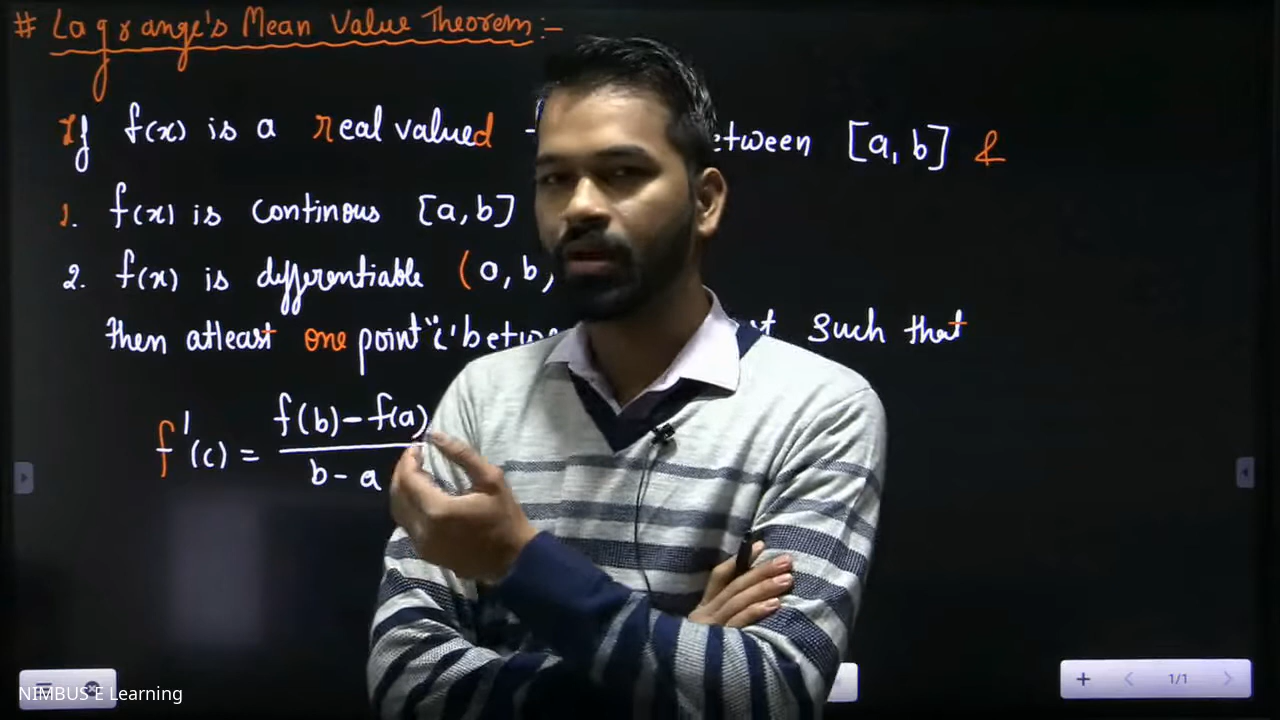 # Lagrange's Mean Value Theorem :-
If f(x) is a real valued between [a, b] &
1. f(x) is continous [a, b]
2. f(x) is differentiable (a, b)
then atleast one point "c' such that
f'(c) = f(b) - f(a) / b - a
1/1
NIMBUS E Learning